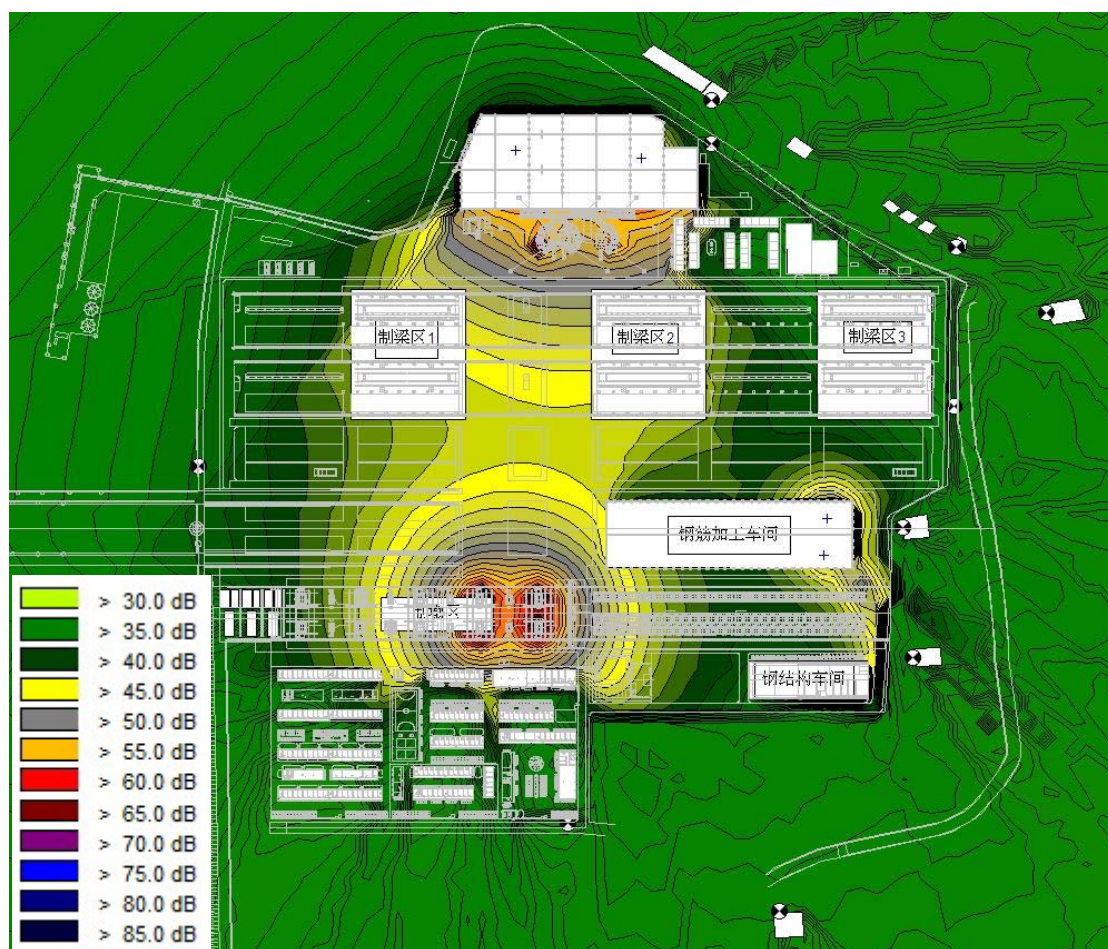 制梁区1
制梁区2
制梁区3
钢筋加工车间
制梁区
钢结构车间
> 30.0 dB
> 35.0 dB
> 40.0 dB
> 45.0 dB
> 50.0 dB
> 55.0 dB
> 60.0 dB
> 65.0 dB
> 70.0 dB
> 75.0 dB
> 80.0 dB
> 85.0 dB